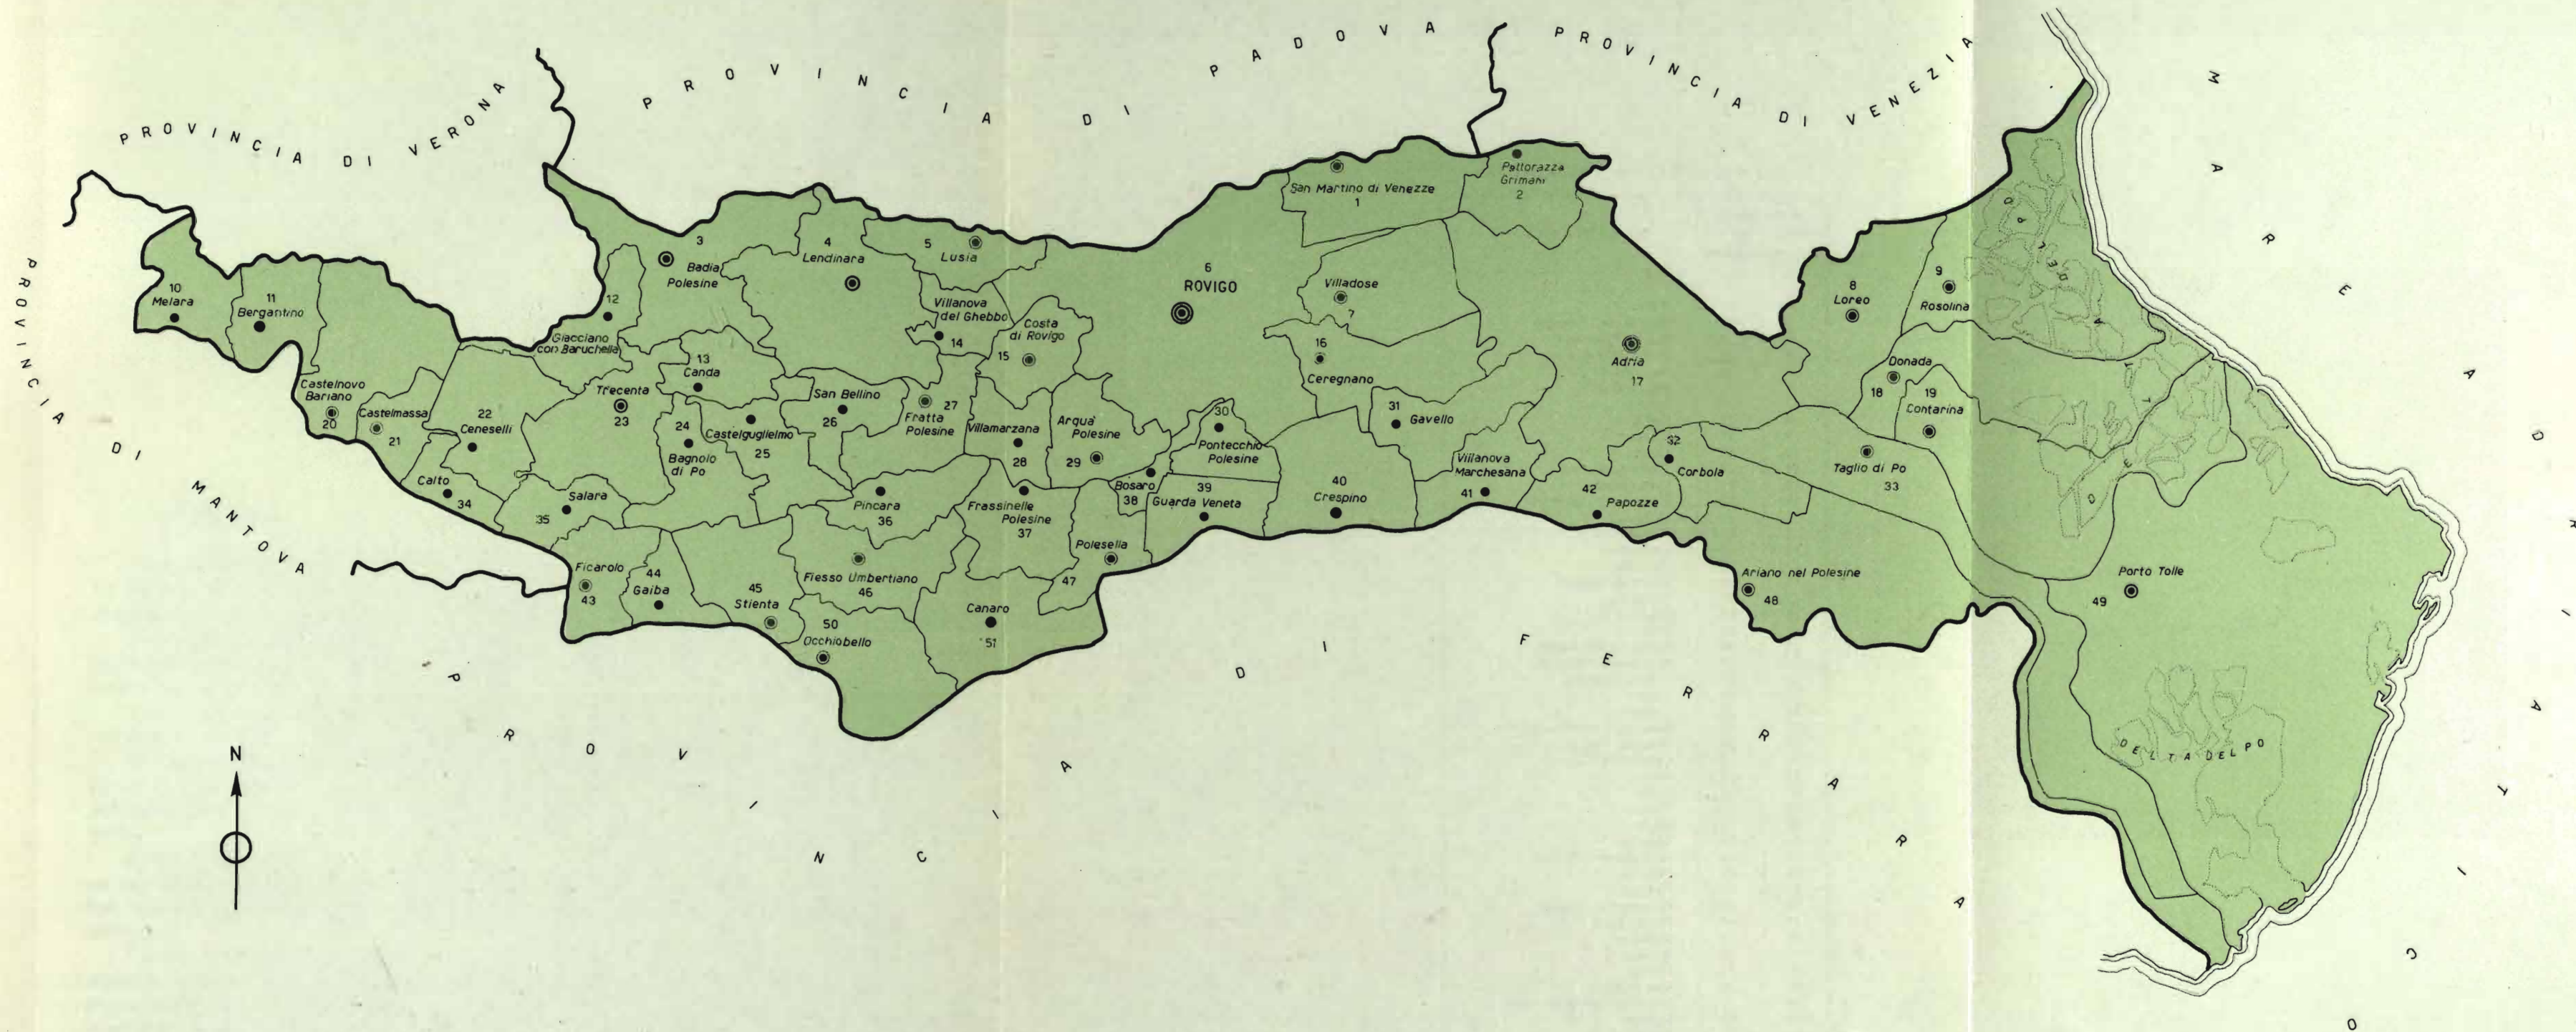 PROVINCIA DI VERONA
PROVINCIA DI PADOVA
PROVINCIA DI VENEZIA
MARE ADRIATICO
PROVINCIA DI MANTOVA
PROVINCIA DI FERRARA
San Martino di Venezze
1
Pettorazza
Grimani
2
3
Badia
Polesine
4
Lendinara
5
Lusia
6
ROVIGO
Villadose
7
8
Loreo
9
Rosolina
10
Melara
11
Bergantino
12
Giacciano
con Baruchella
13
Canda
Villanova
del Ghebbo
14
Costa
di Rovigo
15
16
Ceregnano
Adria
17
Donada
18
19
Contarina
Castelnovo
Bariano
20
Castelmassa
21
22
Ceneselli
Trecenta
23
24
Bagnolo
di Po
Castelguglielmo
25
San Bellino
26
27
Fratta
Polesine
Villamarzana
28
Arquà
Polesine
29
30
Pontecchio
Polesine
31
Gavello
32
Corbola
Taglio di Po
33
Calto
34
Salara
35
Pincara
36
Frassinelle
Polesine
37
Bosaro
38
39
Guarda Veneta
40
Crespino
Villanova
Marchesana
41
42
Papozze
Ficarolo
43
44
Gaiba
45
Stienta
Fiesso Umbertiano
46
Polesella
47
Ariano nel Polesine
48
Porto Tolle
49
50
Occhiobello
Canaro
51
DELTA DEL PO
N